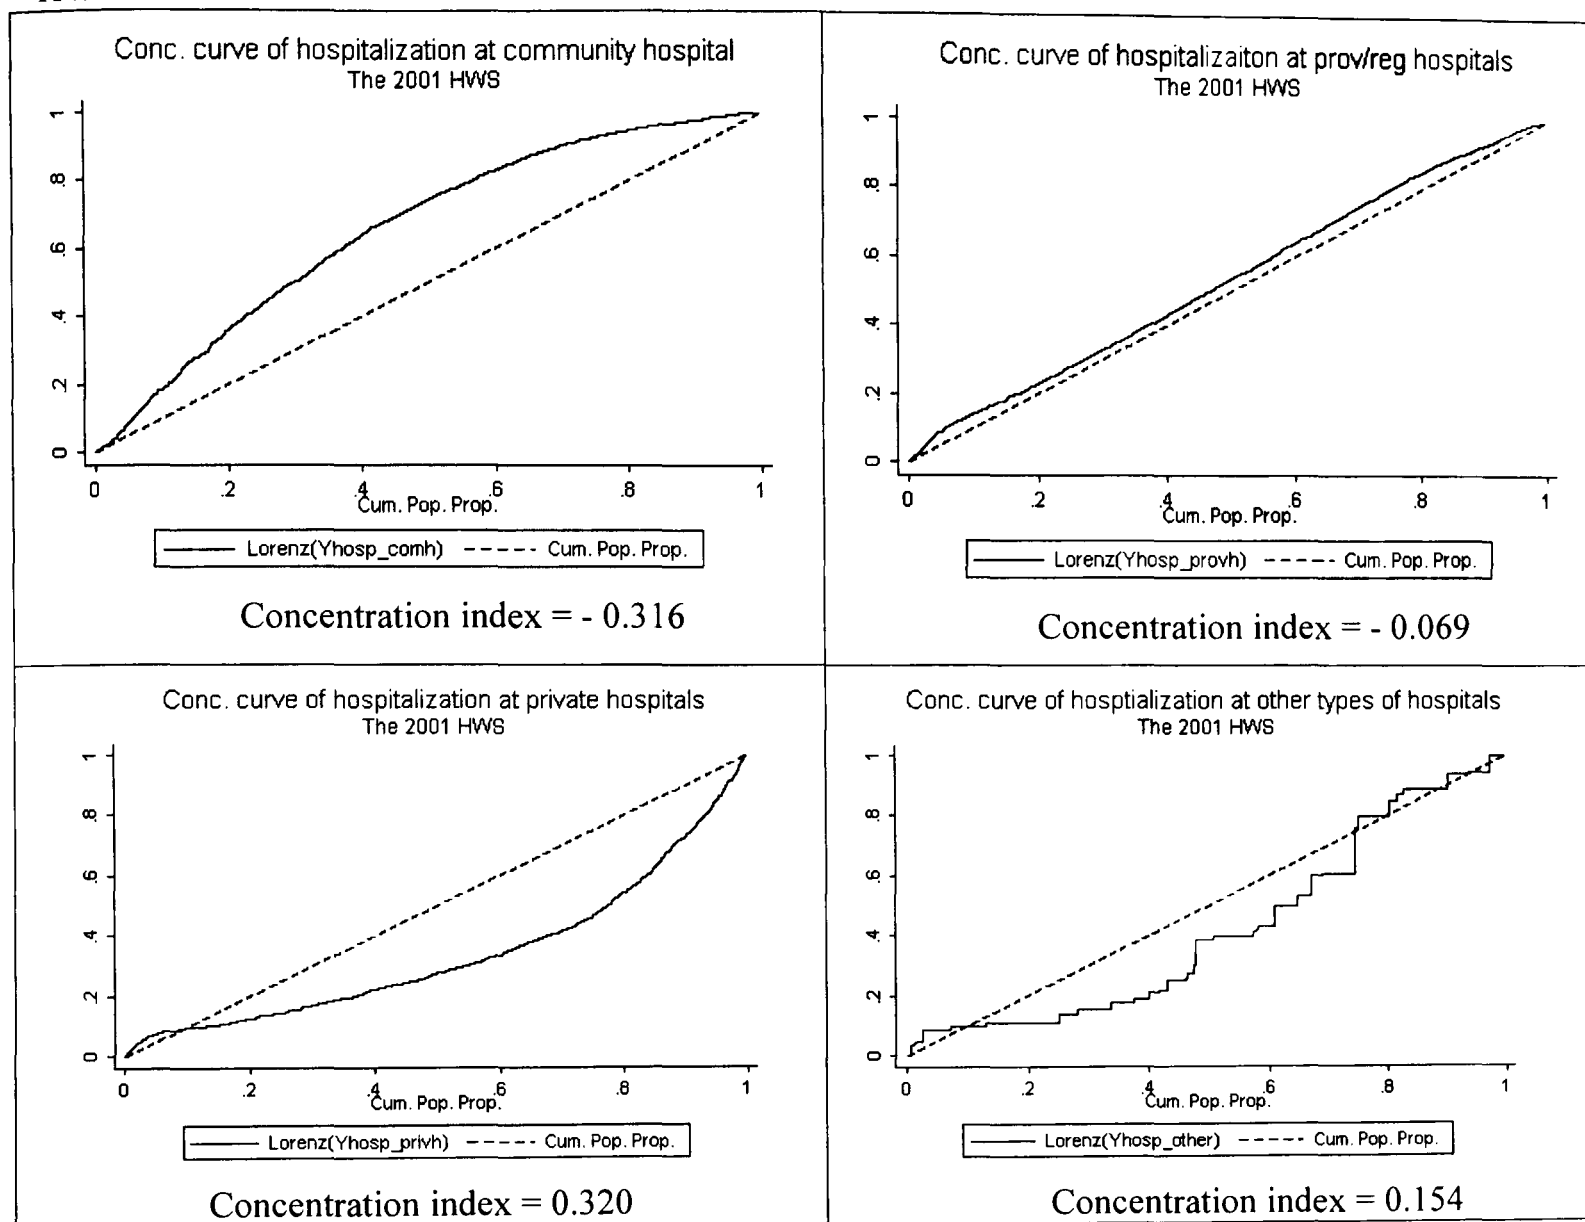 Conc. curve of hospitalization at community hospital
The 2001 HWS
1
.8
.6
.4
.2
0
0 .2 .4 .6 .8 1
Cum. Pop. Prop.
Lorenz(Yhosp_comh) Cum. Pop. Prop.
Concentration index = - 0.316
Conc. curve of hospitalizaiton at prov/reg hospitals
The 2001 HWS
1
.8
.6
.4
.2
0
0 .2 .4 .6 .8 1
Cum. Pop. Prop.
Lorenz(Yhosp_provh) Cum. Pop. Prop.
Concentration index = - 0.069
Conc. curve of hospitalization at private hospitals
The 2001 HWS
1
.8
.6
.4
.2
0
0 .2 .4 .6 .8 1
Cum. Pop. Prop.
Lorenz(Yhosp_privh) Cum. Pop. Prop.
Concentration index = 0.320
Conc. curve of hosptialization at other types of hospitals
The 2001 HWS
1
.8
.6
.4
.2
0
0 .2 .4 .6 .8 1
Cum. Pop. Prop.
Lorenz(Yhosp_other) Cum. Pop. Prop.
Concentration index = 0.154